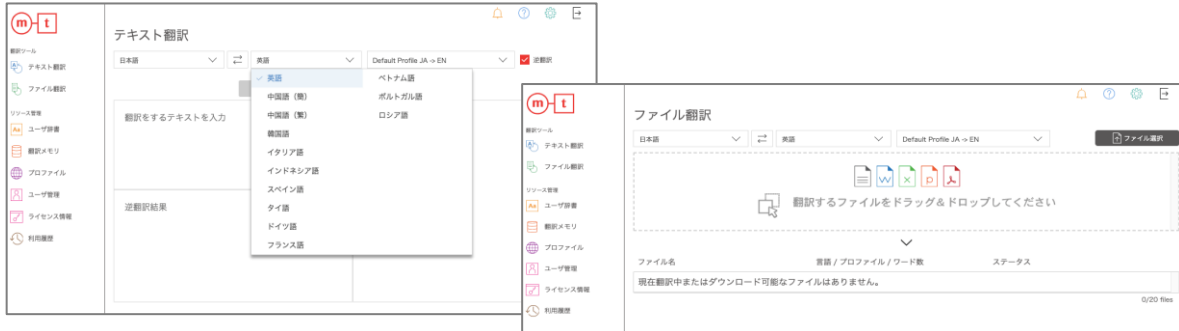 m-t
テキスト翻訳
翻訳ツール
テキスト翻訳
ファイル翻訳
リソース管理
Aa ユーザ辞書
翻訳メモリ
プロファイル
ユーザ管理
ライセンス情報
利用履歴
日本語 英語 Default Profile JA -> EN 逆翻訳
英語 ベトナム語
中国語（簡） ポルトガル語
中国語（繁） ロシア語
韓国語
イタリア語
インドネシア語
スペイン語
タイ語
ドイツ語
フランス語
翻訳をするテキストを入力
逆翻訳結果
m-t
ファイル翻訳
翻訳ツール
テキスト翻訳
ファイル翻訳
リソース管理
Aa ユーザ辞書
翻訳メモリ
プロファイル
ユーザ管理
ライセンス情報
利用履歴
日本語 英語 Default Profile JA -> EN ファイル選択
翻訳するファイルをドラッグ＆ドロップしてください
ファイル名 言語 / プロファイル / ワード数 ステータス
現在翻訳中またはダウンロード可能なファイルはありません。
0/20 files